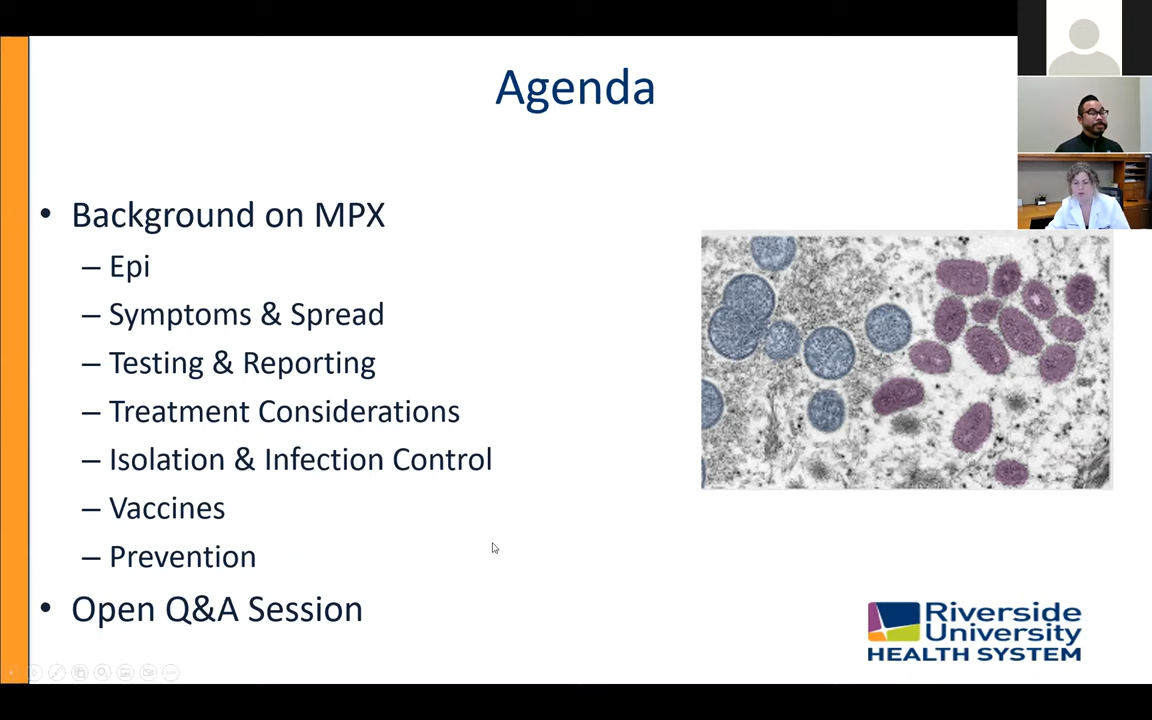 Agenda
• Background on MPX
– Epi
– Symptoms & Spread
– Testing & Reporting
– Treatment Considerations
– Isolation & Infection Control
– Vaccines
– Prevention
• Open Q&A Session
Riverside
University
HEALTH SYSTEM